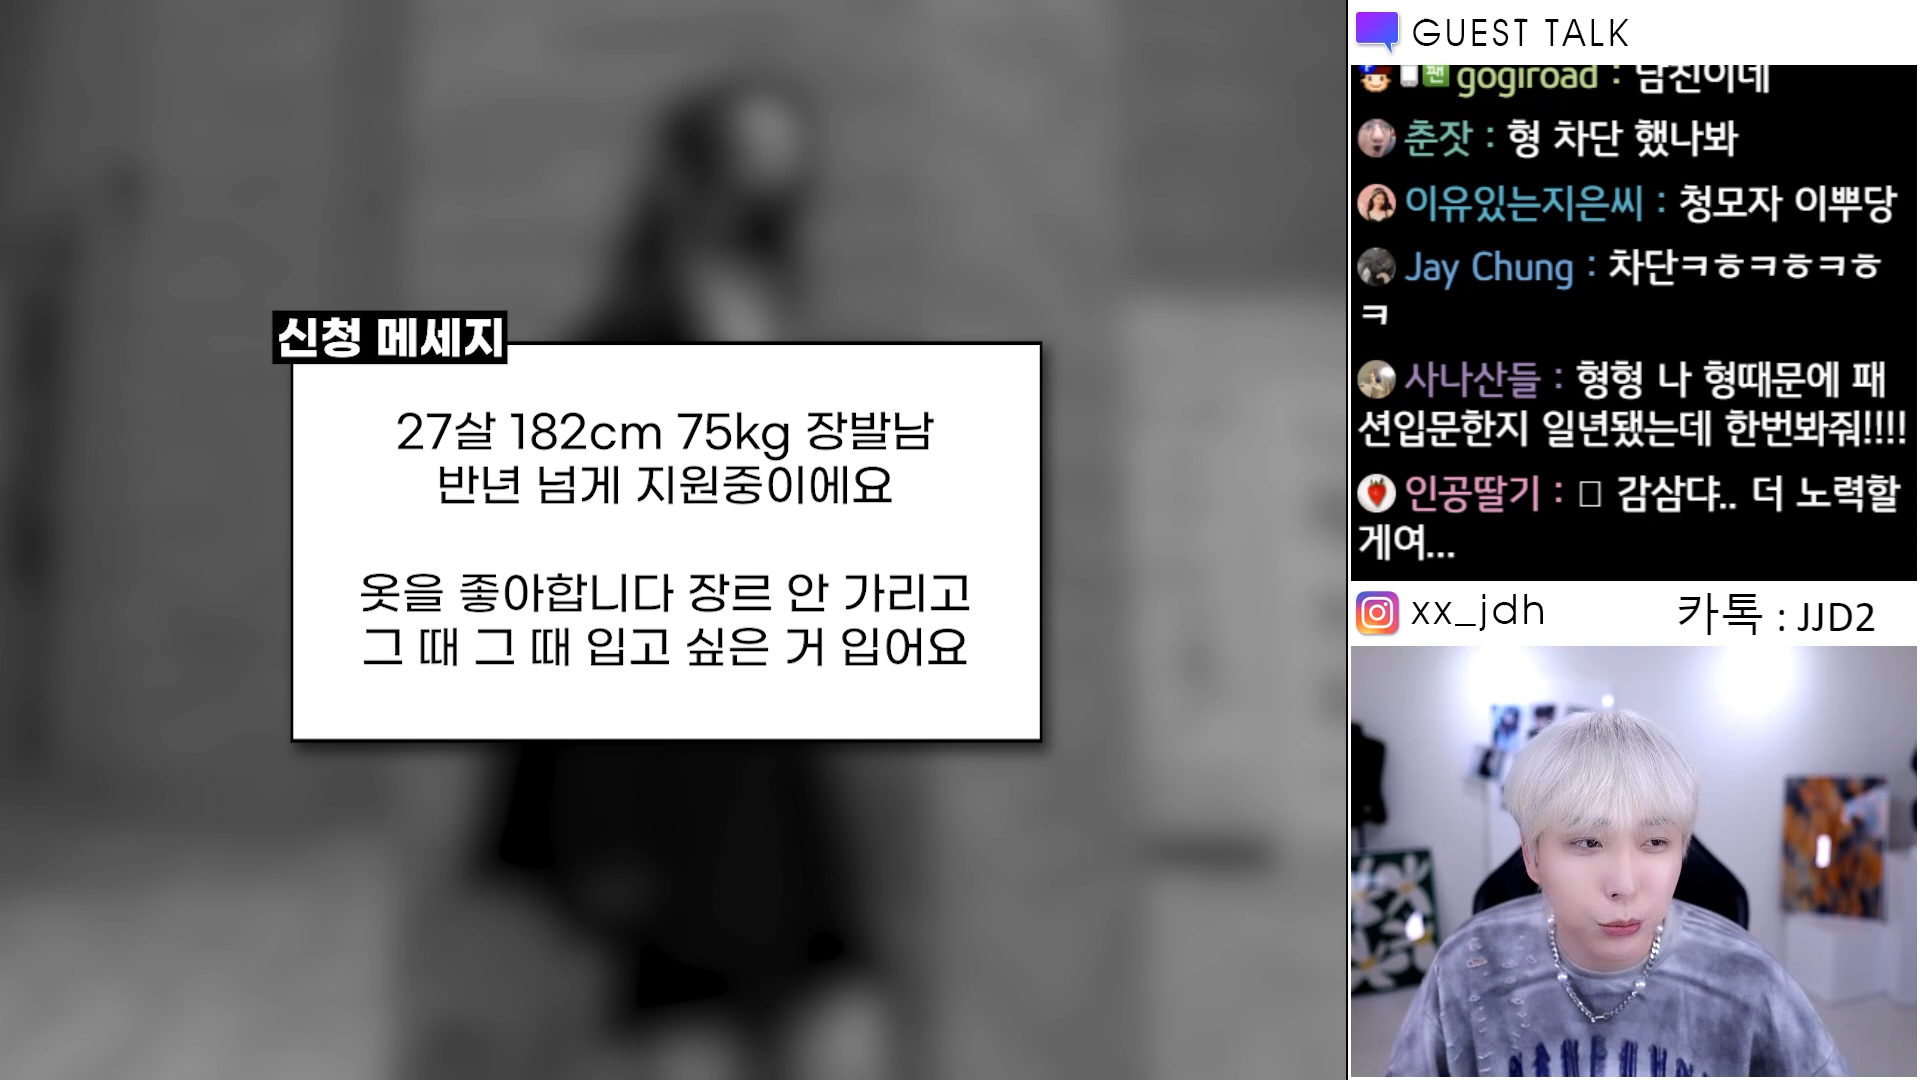 신청 메세지
27살 182cm 75kg 장발남
반년 넘게 지원중이에요
옷을 좋아합니다 장르 안 가리고
그 때 그 때 입고 싶은 거 입어요
GUEST TALK
팬 gogiroad : 남친이네
춘잣 : 형 차단 했나봐
이유있는지은씨 : 청모자 이뿌당
Jay Chung : 차단ㅋㅎㅋㅎㅋㅎ
ㅋ
사나산들 : 형형 나 형때문에 패
션입문한지 일년됐는데 한번봐줘!!!!
인공딸기 : 감삼댜.. 더 노력할
게여...
xx_jdh
카톡 : JJD2